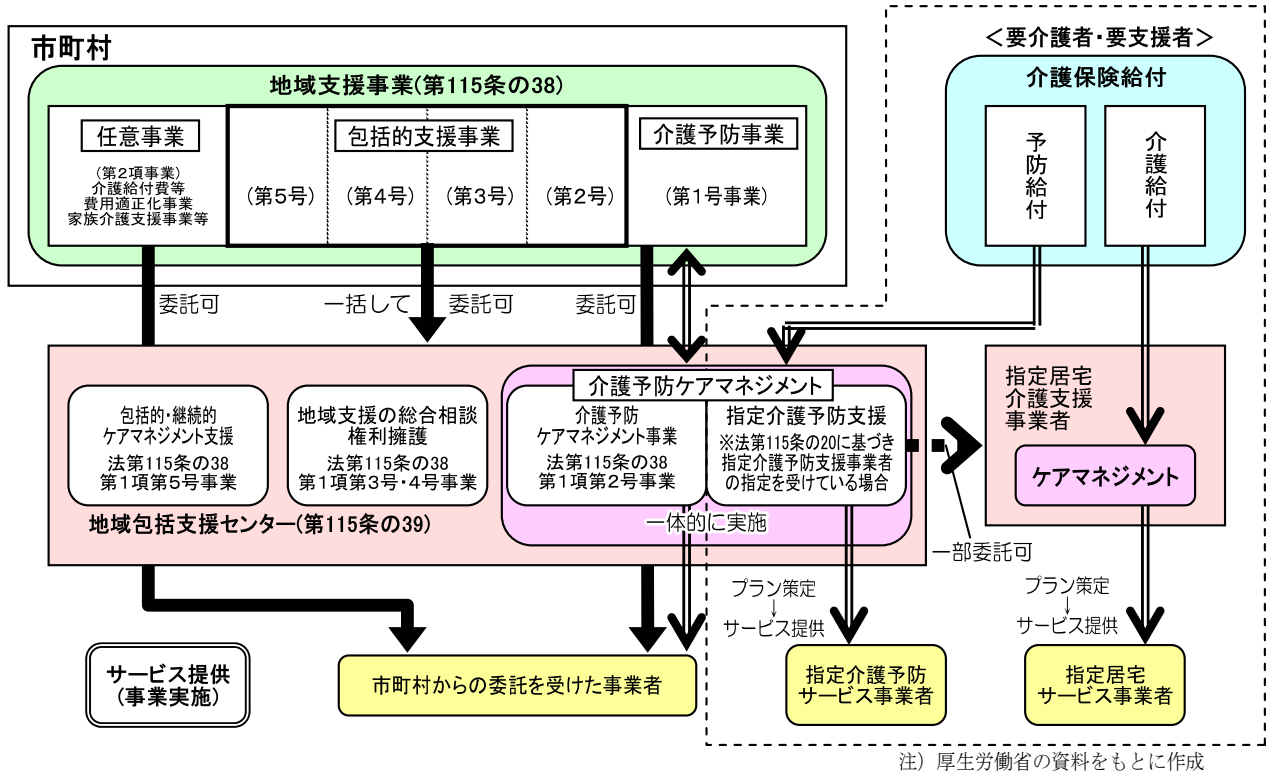 市町村
地域支援事業(第115条の38)
任意事業
(第2項事業)
介護給付費等
費用適正化事業
家族介護支援事業等
包括的支援事業
(第5号)
(第4号)
(第3号)
(第2号)
介護予防事業
(第1号事業)
＜要介護者･要支援者＞
介護保険給付
予防給付
介護給付
委託可
一括して
委託可
委託可
介護予防ケアマネジメント
包括的･継続的
ケアマネジメント支援
法第115条の38
第1項第5号事業
地域支援の総合相談
権利擁護
法第115条の38
第1項第3号･4号事業
介護予防
ケアマネジメント事業
法第115条の38
第1項第2号事業
指定介護予防支援
※法第115条の20に基づき
指定介護予防支援事業者
の指定を受けている場合
地域包括支援センター(第115条の39)
一体的に実施
指定居宅
介護支援
事業者
ケアマネジメント
一部委託可
プラン策定
↓
サービス提供
プラン策定
↓
サービス提供
サービス提供
(事業実施)
市町村からの委託を受けた事業者
指定介護予防
サービス事業者
指定居宅
サービス事業者
注）厚生労働省の資料をもとに作成